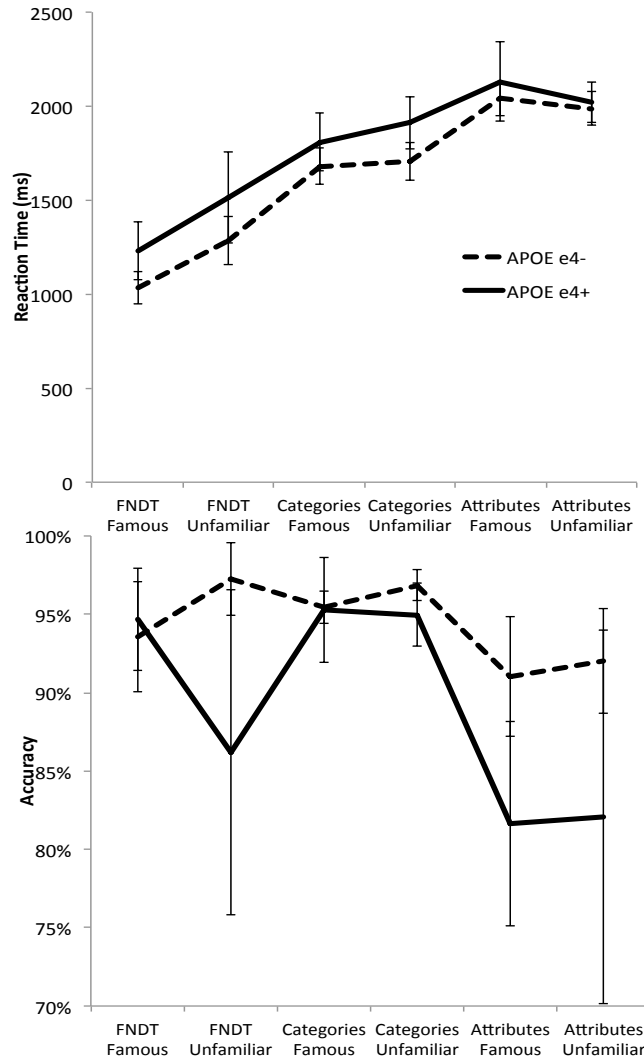 2500
2000
1500
1000
500
0
Reaction Time (ms)
APOE e4-
APOE e4+
FNDT Famous
FNDT Unfamiliar
Categories Famous
Categories Unfamiliar
Attributes Famous
Attributes Unfamiliar
100%
95%
90%
85%
80%
75%
70%
Accuracy
FNDT Famous
FNDT Unfamiliar
Categories Famous
Categories Unfamiliar
Attributes Famous
Attributes Unfamiliar